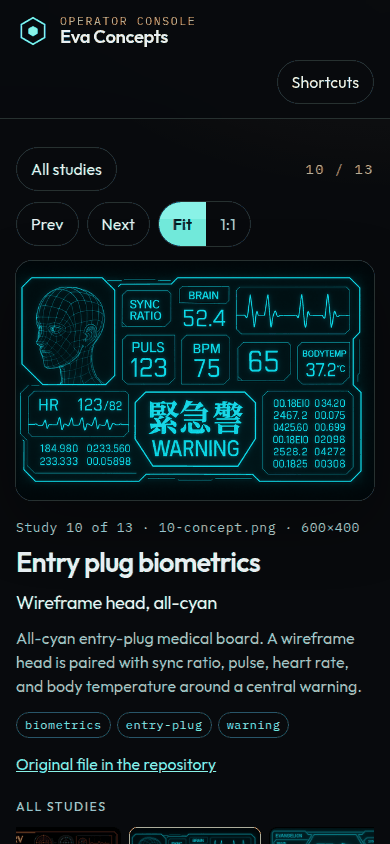 OPERATOR CONSOLE
Eva Concepts
Shortcuts
All studies
10 / 13
Prev
Next
Fit
1:1
SYNC
RATIO
BRAIN
52.4
PULS
123
BPM
75
65
BODYTEMP
37.2°C
HR 123/82
184.980 0233.560
233.333 00.05898
緊急警
WARNING
00.18EI0 034.20
2467.2 00.075
0425.60 00.699
00.18EI0 02098
2528.2 04272
00.1825 00308
Study 10 of 13 · 10-concept.png · 600×400
Entry plug biometrics
Wireframe head, all-cyan
All-cyan entry-plug medical board. A wireframe
head is paired with sync ratio, pulse, heart rate,
and body temperature around a central warning.
biometrics
entry-plug
warning
Original file in the repository
ALL STUDIES